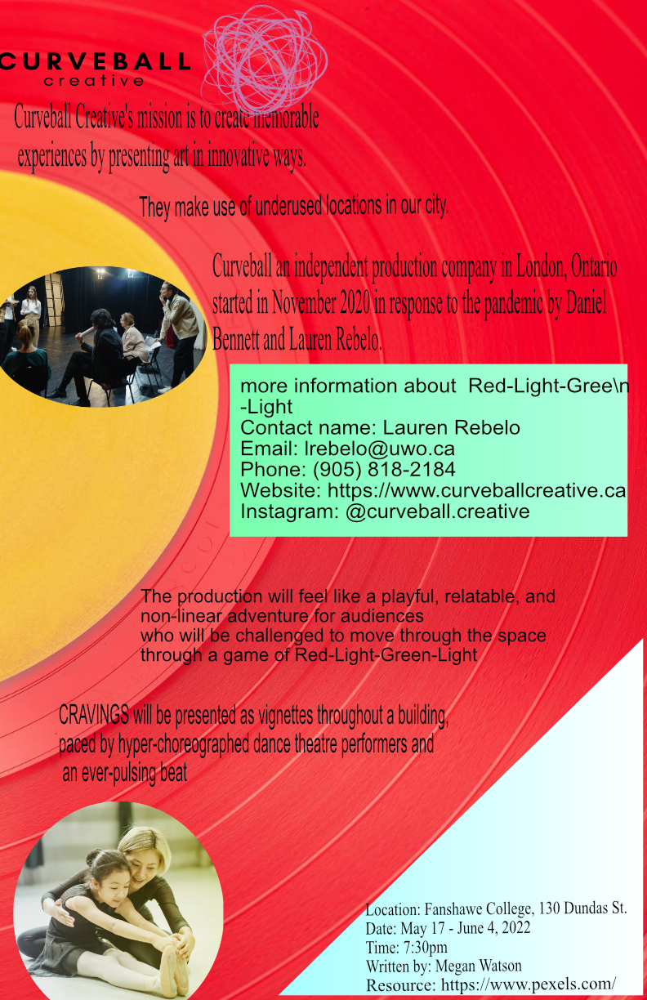 CURVEBALL
creative
Curveball Creative's mission is to create memorable
experiences by presenting art in innovative ways.
They make use of underused locations in our city.
Curveball an independent production company in London, Ontario
started in November 2020 in response to the pandemic by Daniel
Bennett and Lauren Rebelo.
more information about Red-Light-Gree\n
-Light
Contact name: Lauren Rebelo
Email: lrebelo@uwo.ca
Phone: (905) 818-2184
Website: https://www.curveballcreative.ca
Instagram: @curveball.creative
The production will feel like a playful, relatable, and
non-linear adventure for audiences
who will be challenged to move through the space
through a game of Red-Light-Green-Light
CRAVINGS will be presented as vignettes throughout a building,
paced by hyper-choreographed dance theatre performers and
an ever-pulsing beat
Location: Fanshawe College, 130 Dundas St.
Date: May 17 - June 4, 2022
Time: 7:30pm
Written by: Megan Watson
Resource: https://www.pexels.com/